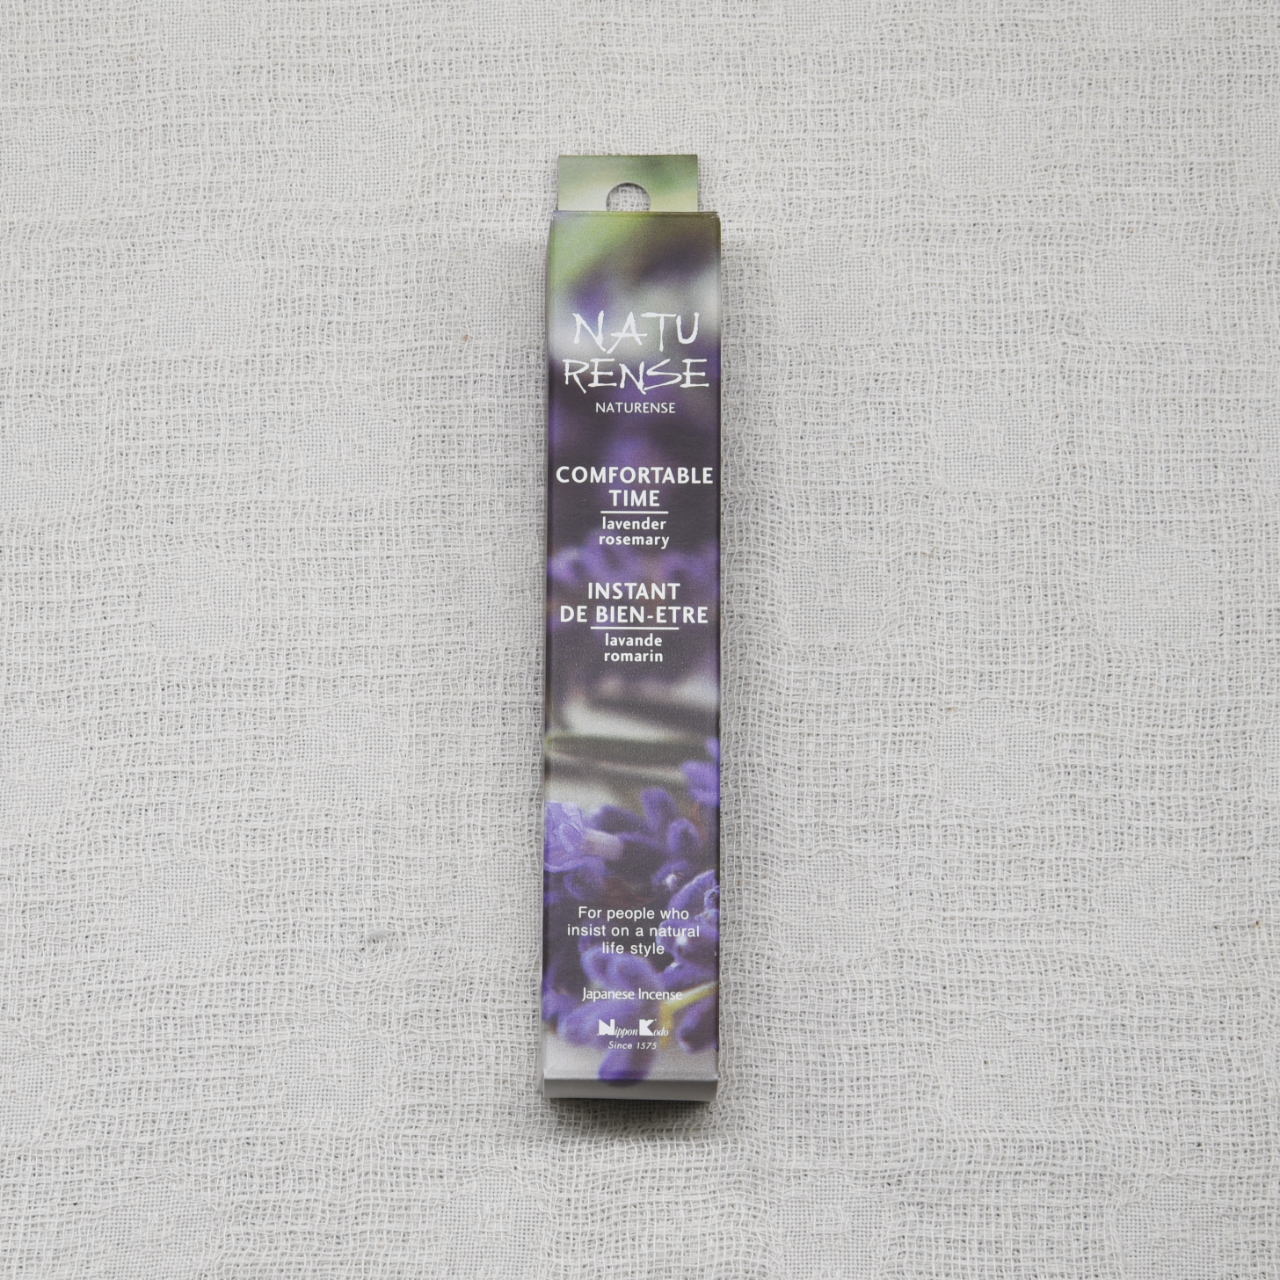 NATU
RENSE
NATURENSE
COMFORTABLE
TIME
lavender
rosemary
INSTANT
DE BIEN-ETRE
lavande
romarin
For people who
insist on a natural
life style
Japanese Incense
Nippon Kodo
Since 1575